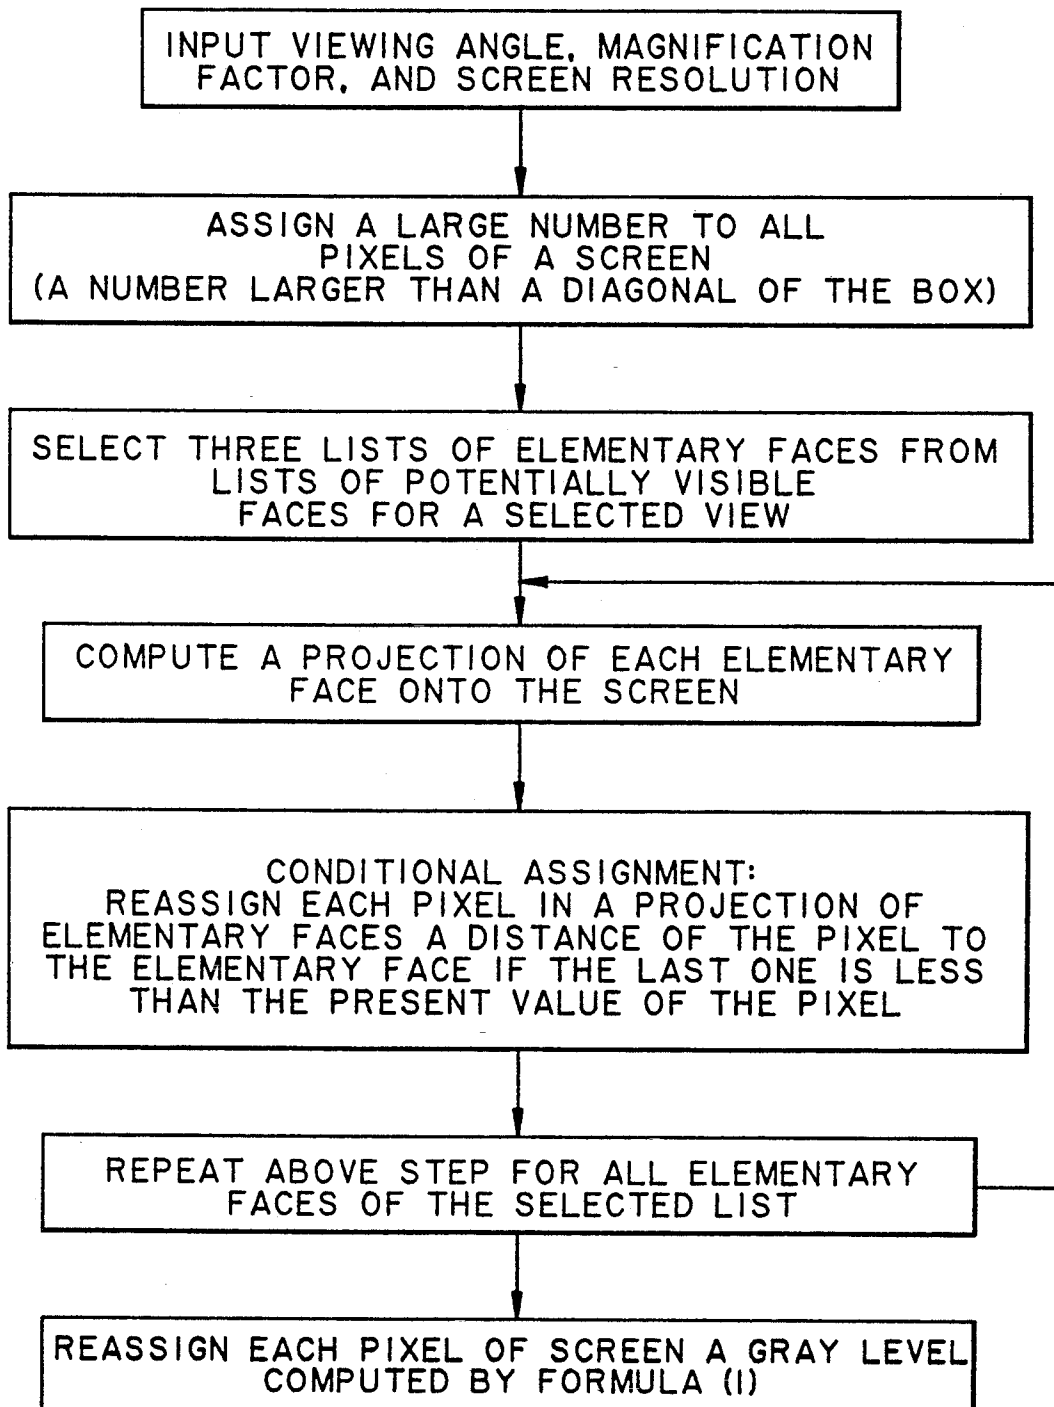 INPUT VIEWING ANGLE, MAGNIFICATION
FACTOR, AND SCREEN RESOLUTION
ASSIGN A LARGE NUMBER TO ALL
PIXELS OF A SCREEN
(A NUMBER LARGER THAN A DIAGONAL OF THE BOX)
SELECT THREE LISTS OF ELEMENTARY FACES FROM
LISTS OF POTENTIALLY VISIBLE
FACES FOR A SELECTED VIEW
COMPUTE A PROJECTION OF EACH ELEMENTARY
FACE ONTO THE SCREEN
CONDITIONAL ASSIGNMENT:
REASSIGN EACH PIXEL IN A PROJECTION OF
ELEMENTARY FACES A DISTANCE OF THE PIXEL TO
THE ELEMENTARY FACE IF THE LAST ONE IS LESS
THAN THE PRESENT VALUE OF THE PIXEL
REPEAT ABOVE STEP FOR ALL ELEMENTARY
FACES OF THE SELECTED LIST
REASSIGN EACH PIXEL OF SCREEN A GRAY LEVEL
COMPUTED BY FORMULA (I)